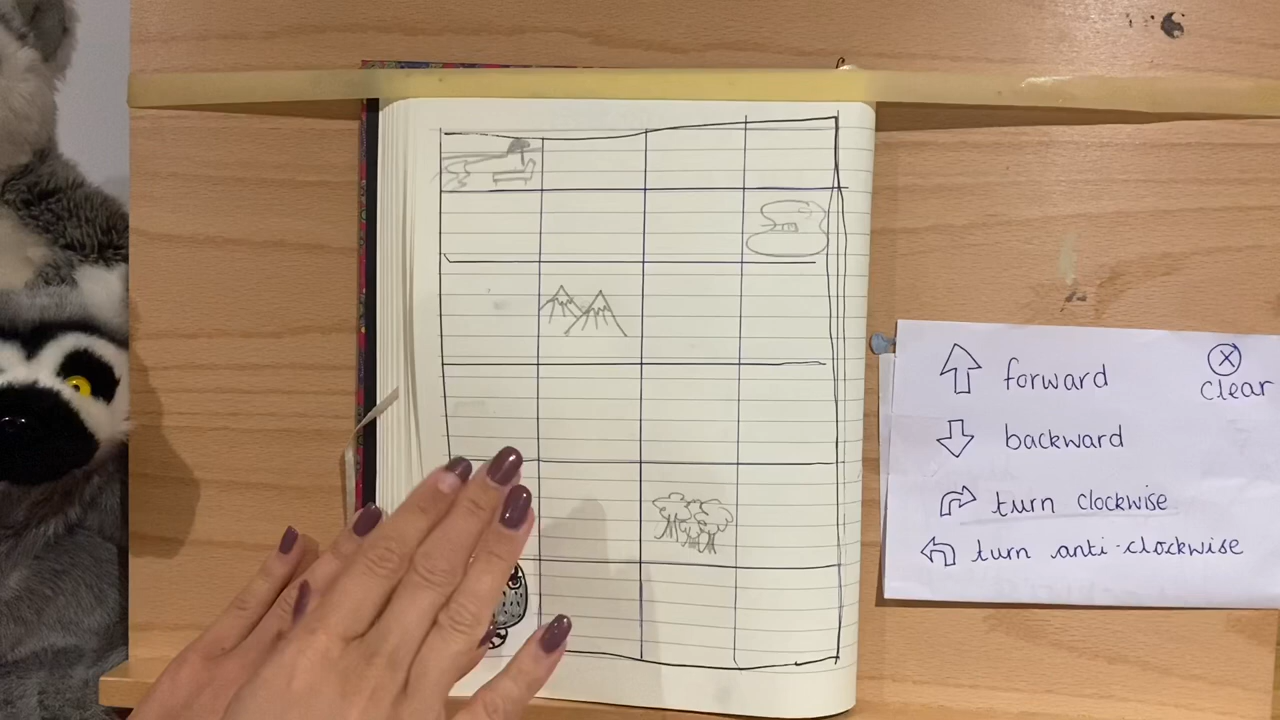 forward
clear
backward
turn clockwise
turn anti-clockwise